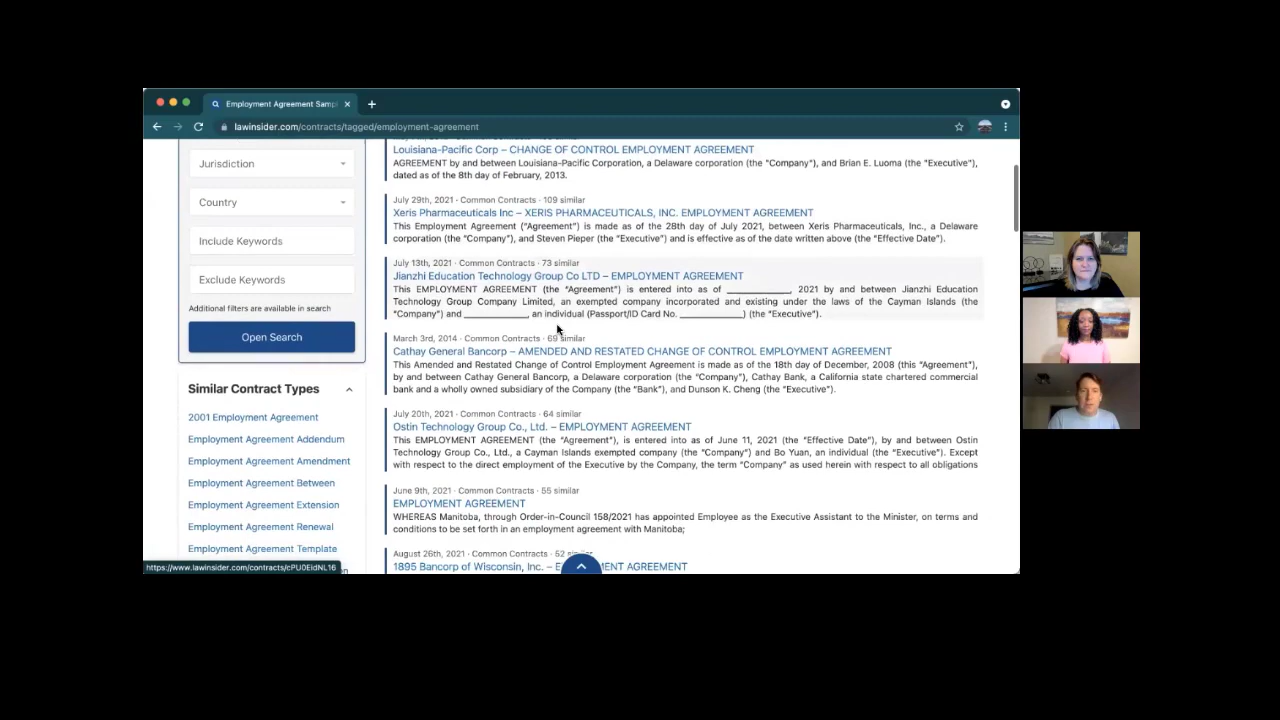 Employment Agreement Samp
lawinsider.com/contracts/tagged/employment-agreement
Jurisdiction
Country
Include Keywords
Exclude Keywords
Additional filters are available in search
Open Search
Similar Contract Types
2001 Employment Agreement
Employment Agreement Addendum
Employment Agreement Amendment
Employment Agreement Between
Employment Agreement Extension
Employment Agreement Renewal
Employment Agreement Template
https://www.lawinsider.com/contracts/cPU0EidNL16
Louisiana-Pacific Corp – CHANGE OF CONTROL EMPLOYMENT AGREEMENT
AGREEMENT by and between Louisiana-Pacific Corporation, a Delaware corporation (the “Company”), and Brian E. Luoma (the “Executive”),
dated as of the 8th day of February, 2013.
July 29th, 2021 · Common Contracts · 109 similar
Xeris Pharmaceuticals Inc – XERIS PHARMACEUTICALS, INC. EMPLOYMENT AGREEMENT
This Employment Agreement (“Agreement”) is made as of the 28th day of July 2021, between Xeris Pharmaceuticals, Inc., a Delaware
corporation (the “Company”), and Steven Pieper (the “Executive”) and is effective as of the date written above (the “Effective Date”).
July 13th, 2021 · Common Contracts · 73 similar
Jianzhi Education Technology Group Co LTD – EMPLOYMENT AGREEMENT
This EMPLOYMENT AGREEMENT (the “Agreement”) is entered into as of ____________, 2021 by and between Jianzhi Education
Technology Group Company Limited, an exempted company incorporated and existing under the laws of the Cayman Islands (the
“Company”) and ____________, an individual (Passport/ID Card No. ____________) (the “Executive”).
March 3rd, 2014 · Common Contracts · 69 similar
Cathay General Bancorp – AMENDED AND RESTATED CHANGE OF CONTROL EMPLOYMENT AGREEMENT
This Amended and Restated Change of Control Employment Agreement is made as of the 18th day of December, 2008 (this “Agreement”),
by and between Cathay General Bancorp, a Delaware corporation (the “Company”), Cathay Bank, a California state chartered commercial
bank and a wholly owned subsidiary of the Company (the “Bank”), and Dunson K. Cheng (the “Executive”).
July 20th, 2021 · Common Contracts · 64 similar
Ostin Technology Group Co., Ltd. – EMPLOYMENT AGREEMENT
This EMPLOYMENT AGREEMENT (the “Agreement”), is entered into as of June 11, 2021 (the “Effective Date”), by and between Ostin
Technology Group Co., Ltd., a Cayman Islands exempted company (the “Company”) and Bo Yuan, an individual (the “Executive”). Except
with respect to the direct employment of the Executive by the Company, the term “Company” as used herein with respect to all obligations
June 9th, 2021 · Common Contracts · 55 similar
EMPLOYMENT AGREEMENT
WHEREAS Manitoba, through Order-in-Council 158/2021 has appointed Employee as the Executive Assistant to the Minister, on terms and
conditions to be set forth in an employment agreement with Manitoba;
August 26th, 2021 · Common Contracts · 52 similar
1895 Bancorp of Wisconsin, Inc. – E MENT AGREEMENT